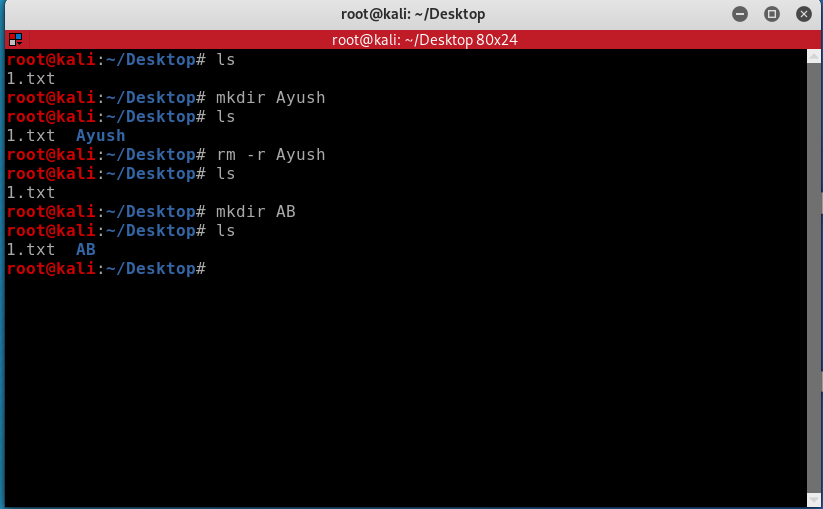 root@kali: ~/Desktop
root@kali: ~/Desktop 80x24
root@kali:~/Desktop# ls
1.txt
root@kali:~/Desktop# mkdir Ayush
root@kali:~/Desktop# ls
1.txt  Ayush
root@kali:~/Desktop# rm -r Ayush
root@kali:~/Desktop# ls
1.txt
root@kali:~/Desktop# mkdir AB
root@kali:~/Desktop# ls
1.txt  AB
root@kali:~/Desktop#